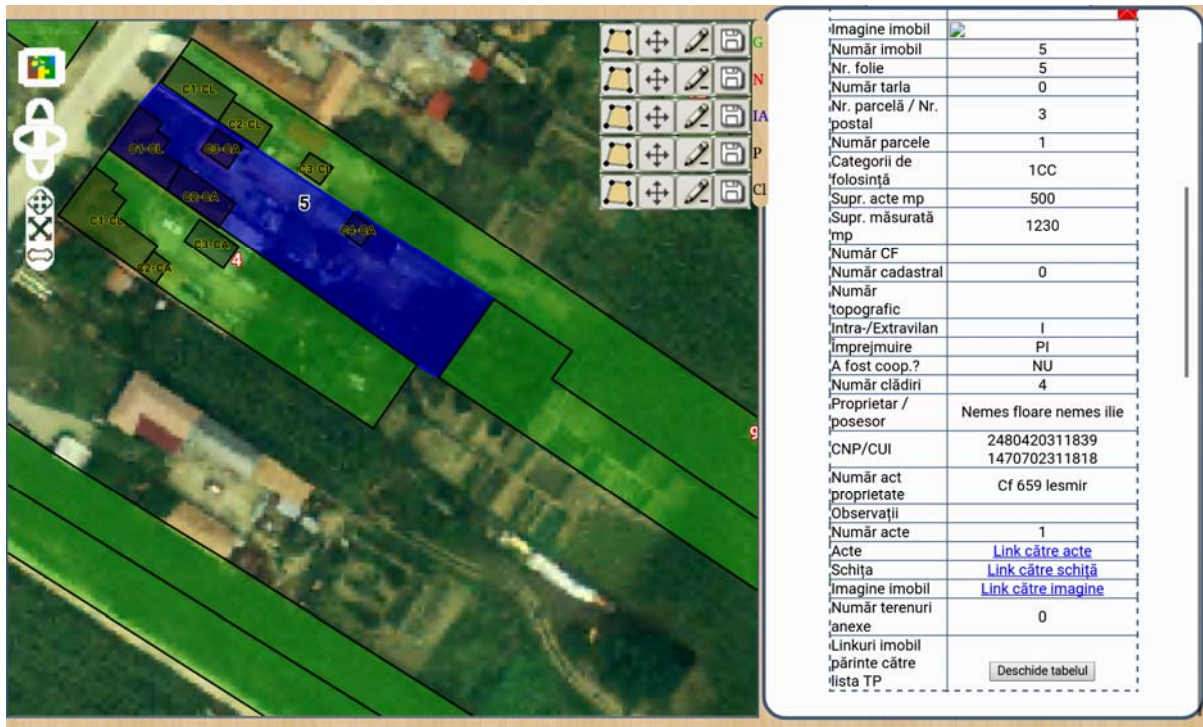 G
N
IA
P
Cl
C1-CL
C2-CL
C1-CL
C3-CA
C3-CL
C2-CA
5
C1-CL
C4-CA
C3-CA
4
C2-CA
9
Imagine imobil
Număr imobil 5
Nr. folie 5
Număr tarla 0
Nr. parcelă / Nr.
postal 3
Număr parcele 1
Categorii de
folosință 1CC
Supr. acte mp 500
Supr. măsurată
mp 1230
Număr CF
Număr cadastral 0
Număr
topografic
Intra-/Extravilan I
Împrejmuire PI
A fost coop.? NU
Număr clădiri 4
Proprietar /
posesor Nemes floare nemes ilie
CNP/CUI 2480420311839
1470702311818
Număr act
proprietate Cf 659 Iesmir
Observații
Număr acte 1
Acte Link către acte
Schița Link către schiță
Imagine imobil Link către imagine
Număr terenuri
anexe 0
Linkuri imobil
părinte către
lista TP Deschide tabelul